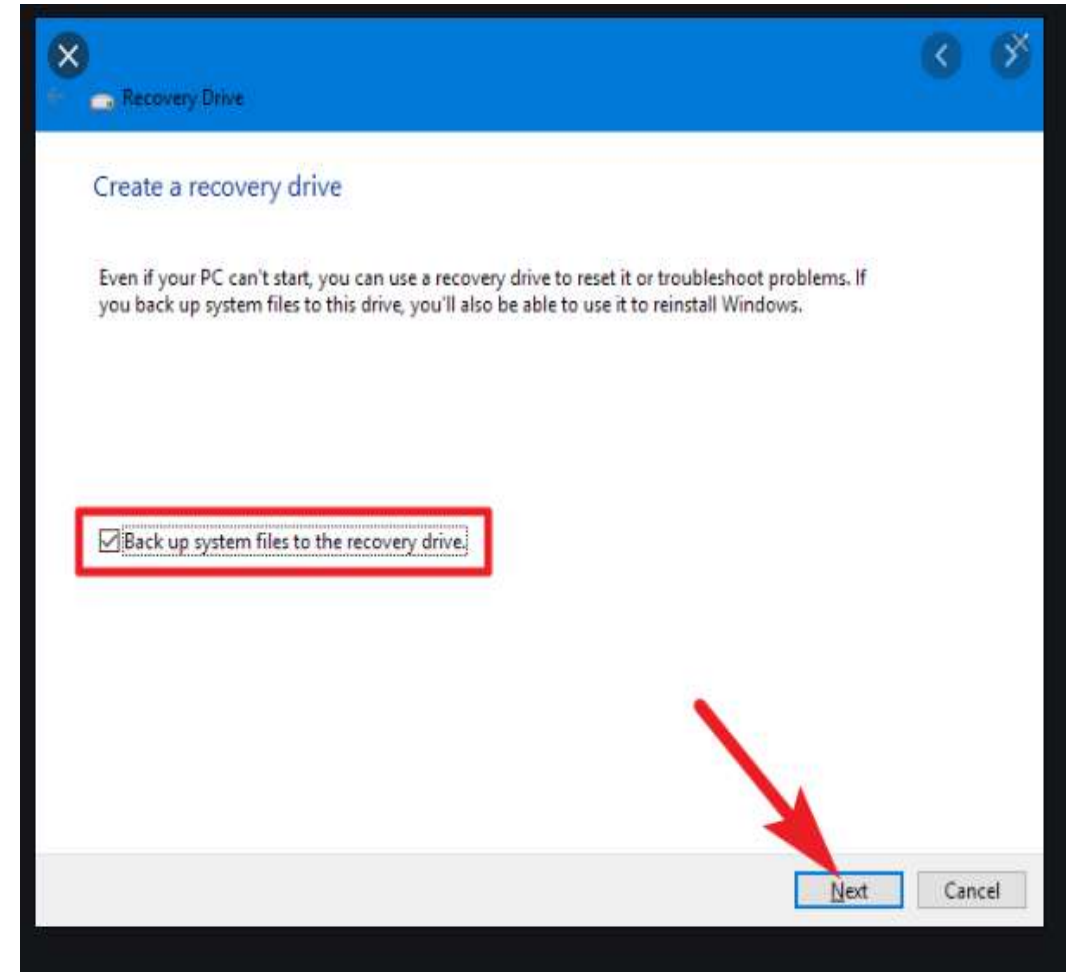 Recovery Drive
Create a recovery drive
Even if your PC can't start, you can use a recovery drive to reset it or troubleshoot problems. If
you back up system files to this drive, you'll also be able to use it to reinstall Windows.
Back up system files to the recovery drive.
Next Cancel